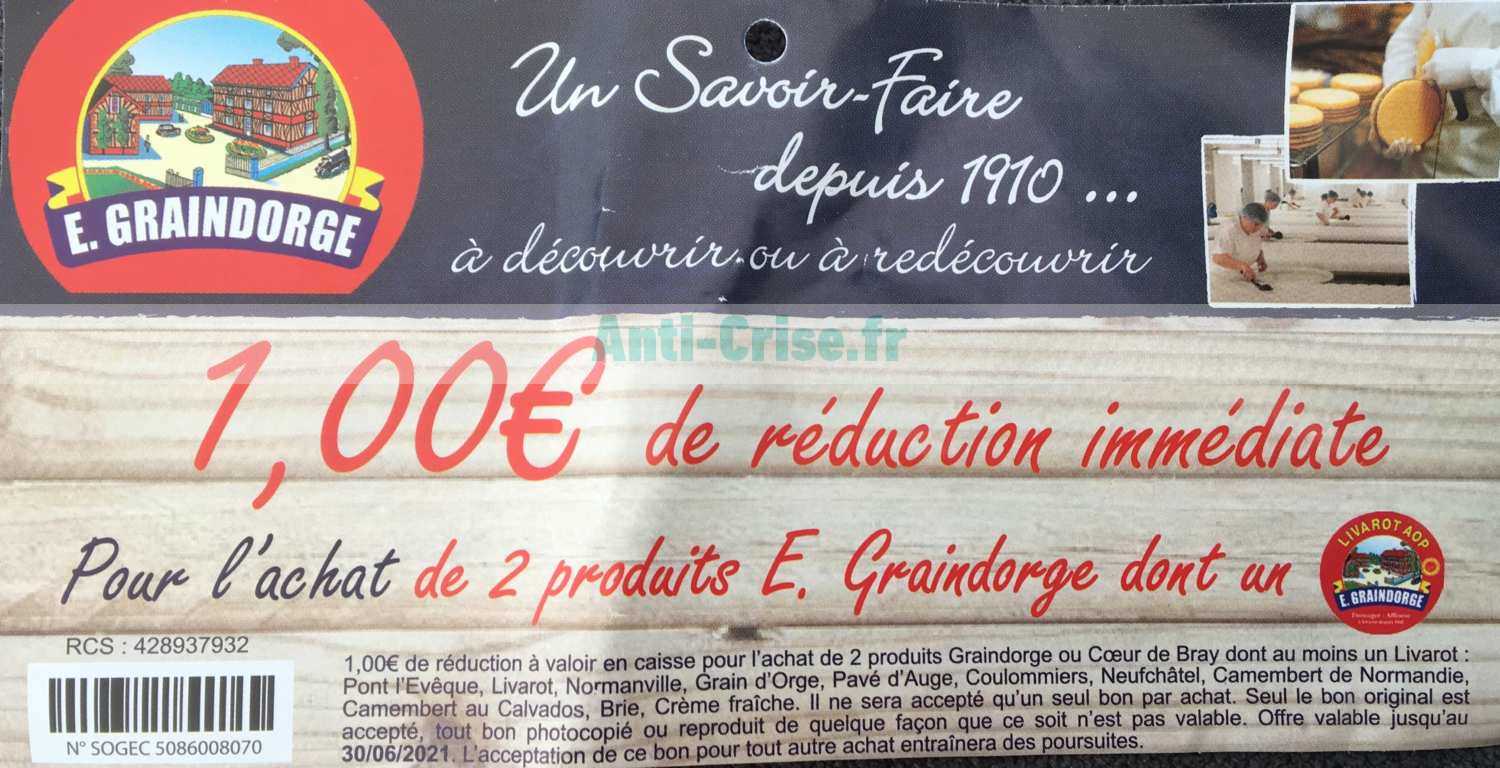 E. GRAINDORGE
Un Savoir-Faire
depuis 1910 ...
à découvrir ou à redécouvrir
Anti-Crise.fr
1,00€ de réduction immédiate
Pour l'achat de 2 produits E. Graindorge dont un
LIVAROT AOP
E. GRAINDORGE
RCS : 428937932
N° SOGEC 5086008070
1,00€ de réduction à valoir en caisse pour l'achat de 2 produits Graindorge ou Cœur de Bray dont au moins un Livarot :
Pont l'Evêque, Livarot, Normanville, Grain d'Orge, Pavé d'Auge, Coulommiers, Neufchâtel, Camembert de Normandie,
Camembert au Calvados, Brie, Crème fraîche. Il ne sera accepté qu'un seul bon par achat. Seul le bon original est
accepté, tout bon photocopié ou reproduit de quelque façon que ce soit n'est pas valable. Offre valable jusqu'au
30/06/2021. L'acceptation de ce bon pour tout autre achat entraînera des poursuites.